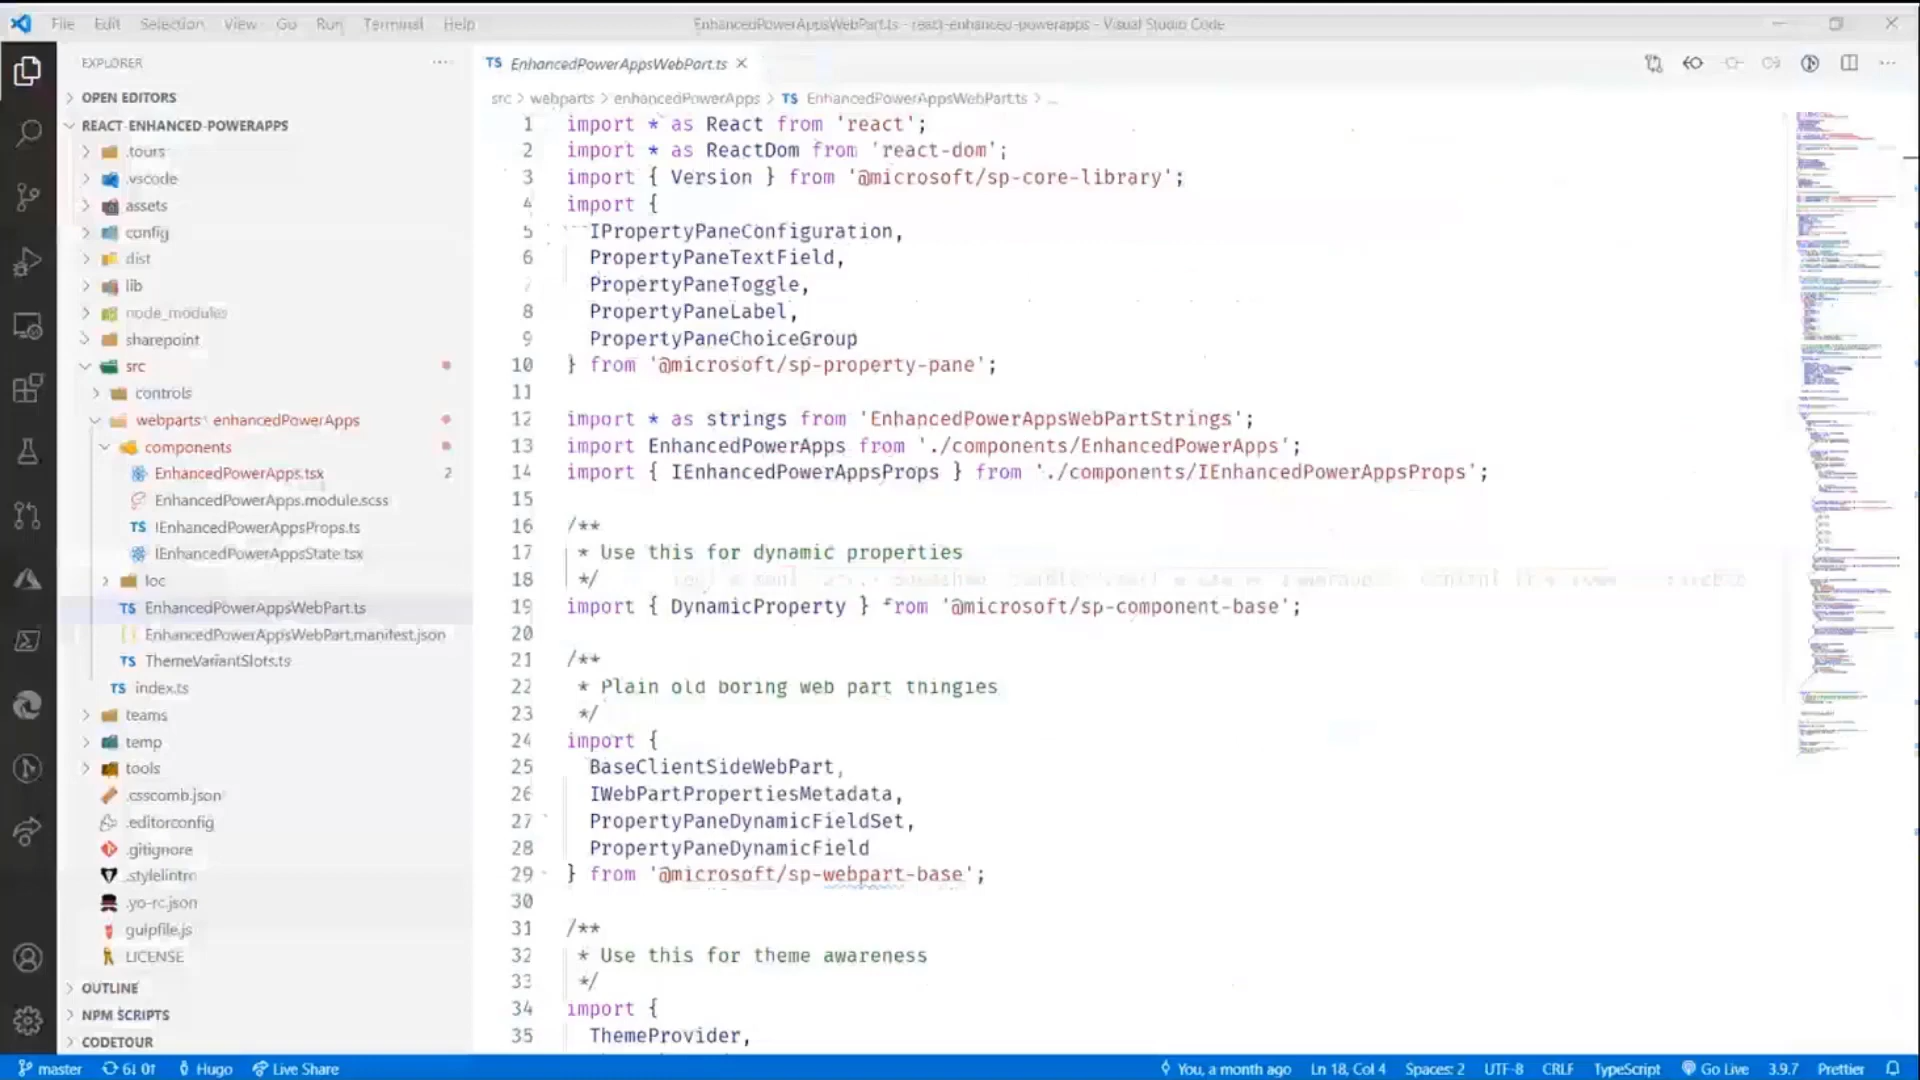 File Edit Selection View Go Run Terminal Help
EnhancedPowerAppsWebPart.ts - react-enhanced-powerapps - Visual Studio Code
EXPLORER
OPEN EDITORS
REACT-ENHANCED-POWERAPPS
.tours
.vscode
assets
config
dist
lib
node_modules
sharepoint
src
controls
webparts \ enhancedPowerApps
components
EnhancedPowerApps.tsx 2
EnhancedPowerApps.module.scss
TS IEnhancedPowerAppsProps.ts
IEnhancedPowerAppsState.tsx
loc
TS EnhancedPowerAppsWebPart.ts
{} EnhancedPowerAppsWebPart.manifest.json
TS ThemeVariantSlots.ts
TS index.ts
teams
temp
tools
.csscomb.json
.editorconfig
.gitignore
.stylelintrc
.yo-rc.json
gulpfile.js
LICENSE
OUTLINE
NPM SCRIPTS
CODETOUR
TS EnhancedPowerAppsWebPart.ts
src > webparts > enhancedPowerApps > TS EnhancedPowerAppsWebPart.ts > ...
1 import * as React from 'react';
2 import * as ReactDom from 'react-dom';
3 import { Version } from '@microsoft/sp-core-library';
4 import {
5 IPropertyPaneConfiguration,
6 PropertyPaneTextField,
7 PropertyPaneToggle,
8 PropertyPaneLabel,
9 PropertyPaneChoiceGroup
10 } from '@microsoft/sp-property-pane';
11
12 import * as strings from 'EnhancedPowerAppsWebPartStrings';
13 import EnhancedPowerApps from './components/EnhancedPowerApps';
14 import { IEnhancedPowerAppsProps } from './components/IEnhancedPowerAppsProps';
15
16 /**
17 * Use this for dynamic properties
18 */
19 import { DynamicProperty } from '@microsoft/sp-component-base';
20
21 /**
22 * Plain old boring web part thingies
23 */
24 import {
25 BaseClientSideWebPart,
26 IWebPartPropertiesMetadata,
27 PropertyPaneDynamicFieldSet,
28 PropertyPaneDynamicField
29 } from '@microsoft/sp-webpart-base';
30
31 /**
32 * Use this for theme awareness
33 */
34 import {
35 ThemeProvider,
master 6↓ 0↑ Hugo Live Share
You, a month ago Ln 18, Col 4 Spaces: 2 UTF-8 CRLF TypeScript Go Live 3.9.7 Prettier